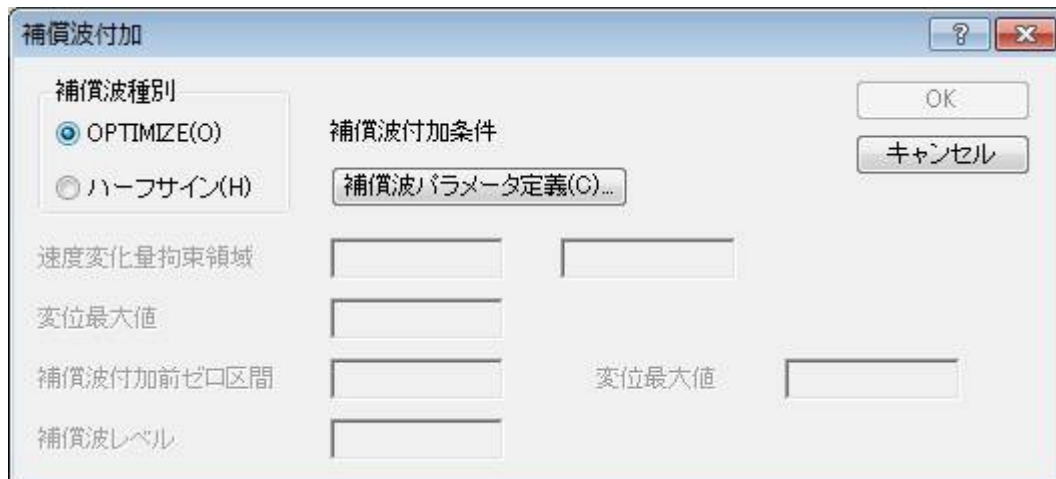 補償波付加
補償波種別
OPTIMIZE(O)
ハーフサイン(H)
補償波付加条件
補償波パラメータ定義(C)...
OK
キャンセル
速度変化量拘束領域
変位最大値
補償波付加前ゼロ区間
変位最大値
補償波レベル